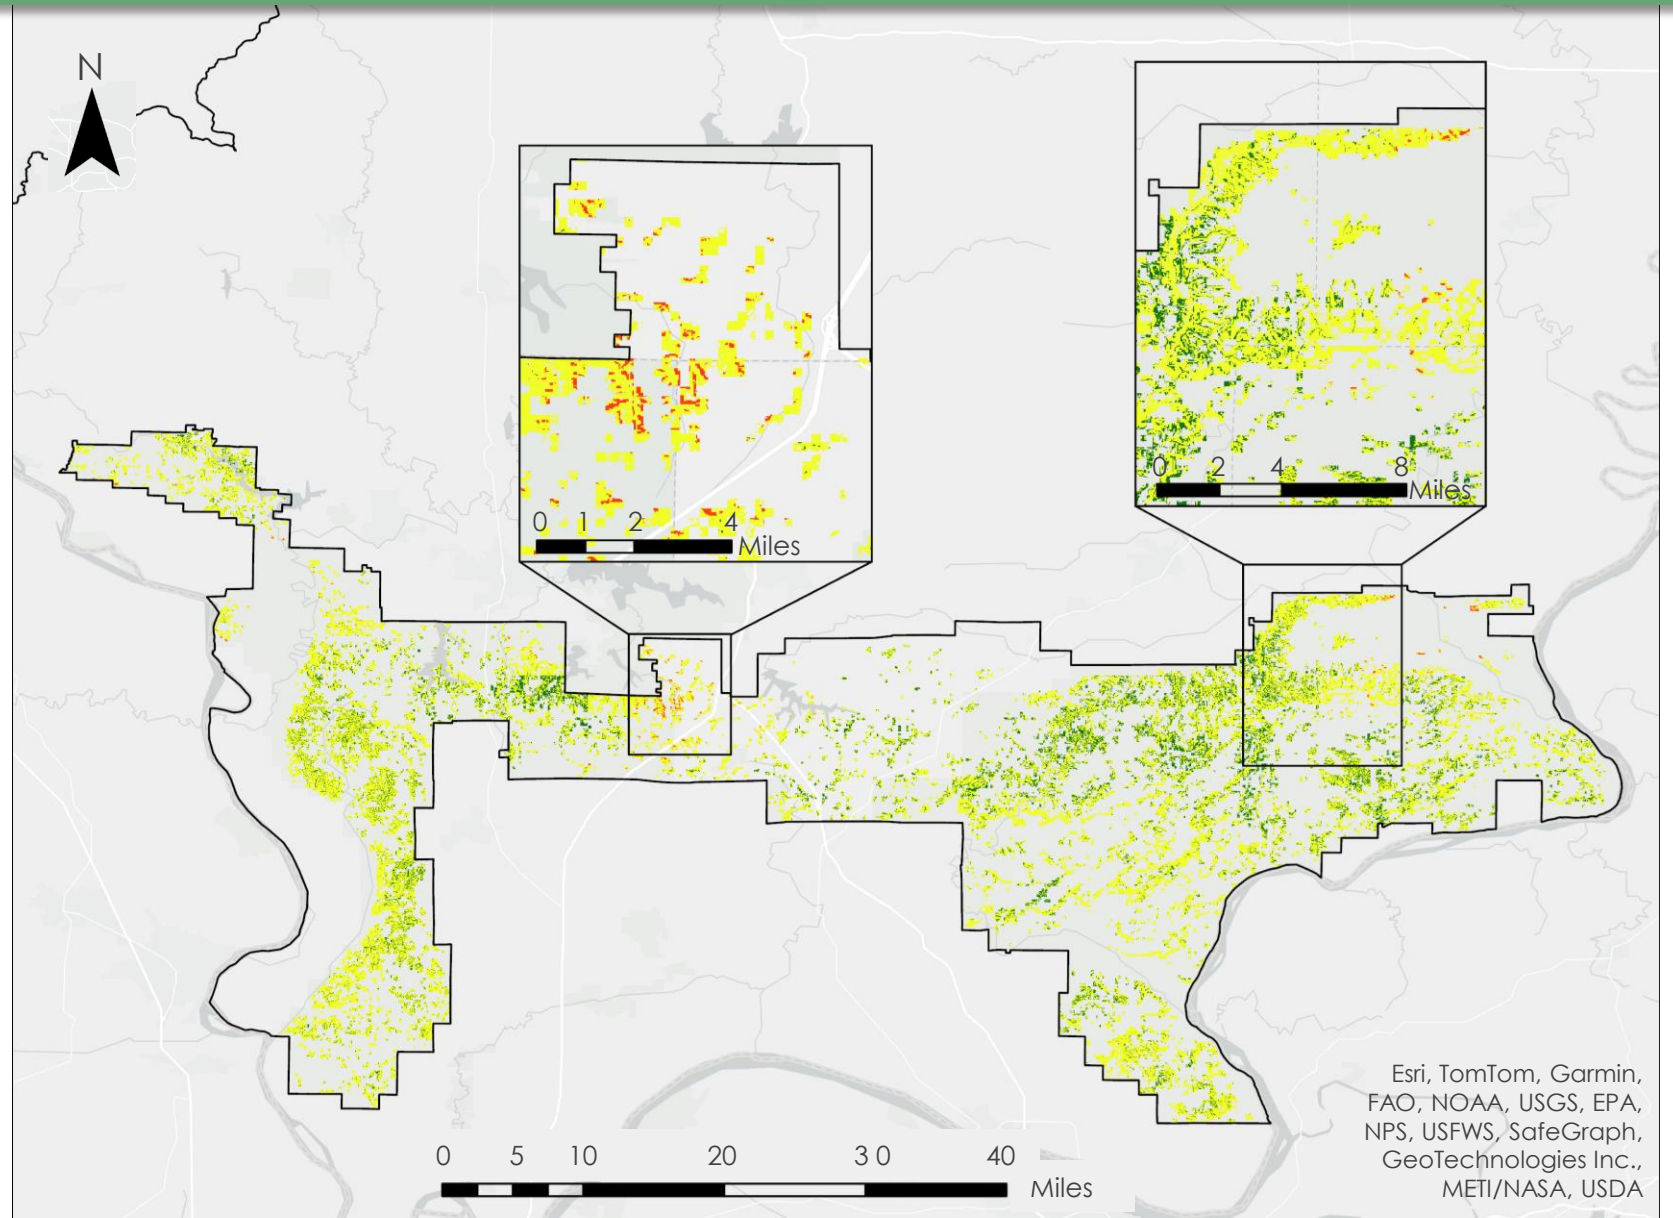 N
0 1 2 4
Miles
0 2 4 8
Miles
0 5 10 20 30 40
Miles
Esri, TomTom, Garmin,
FAO, NOAA, USGS, EPA,
NPS, USFWS, SafeGraph,
GeoTechnologies Inc.,
METI/NASA, USDA